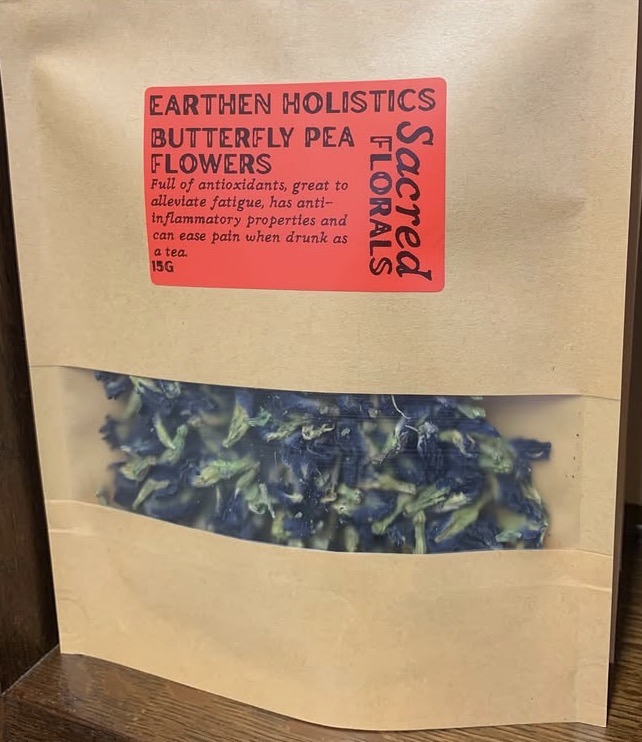 EARTHEN HOLISTICS
BUTTERFLY PEA
FLOWERS
Full of antioxidants, great to
alleviate fatigue, has anti-
inflammatory properties and
can ease pain when drunk as
a tea.
15G
Sacred
FLORALS